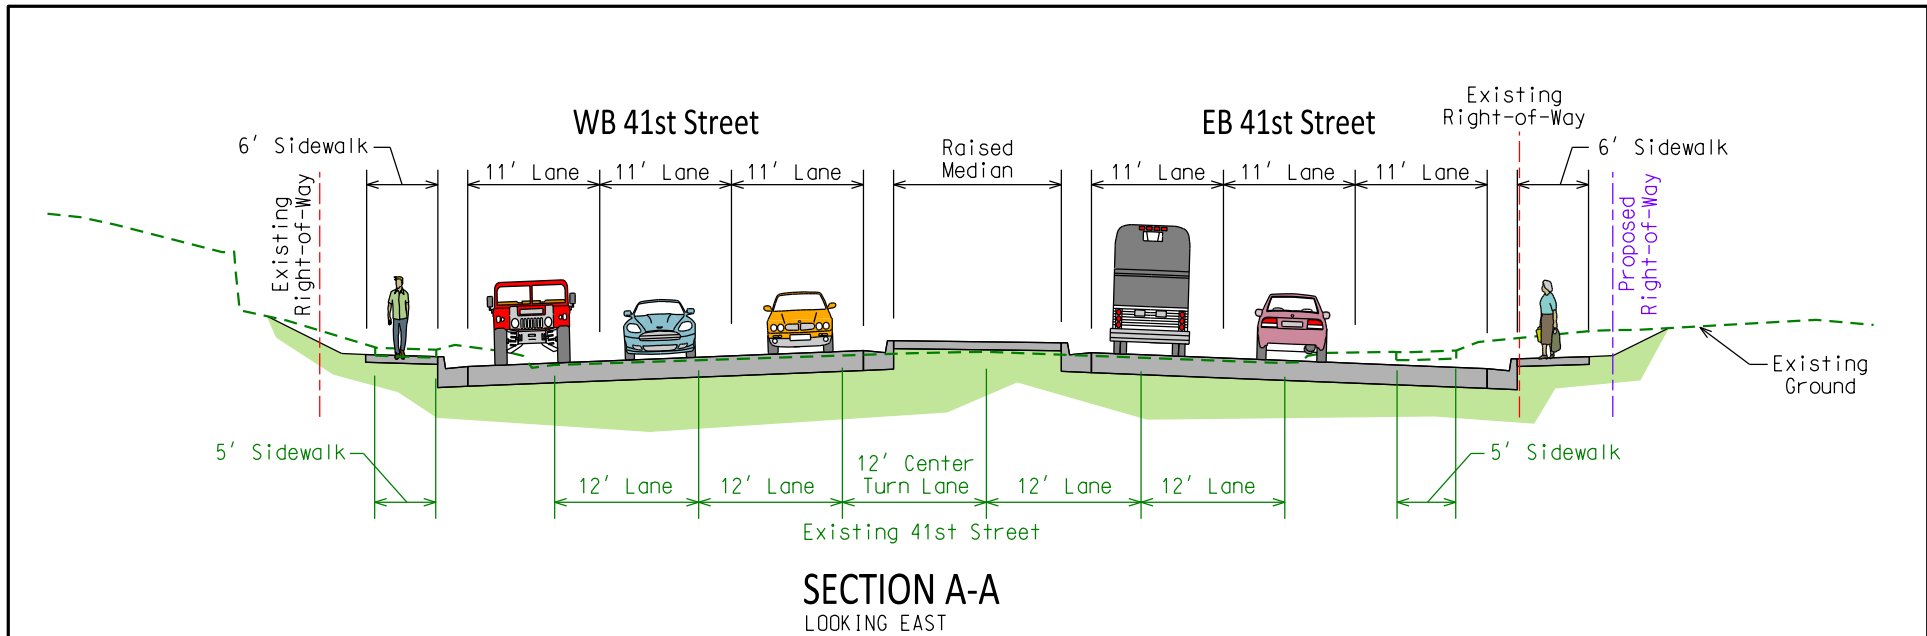 WB 41st Street
EB 41st Street
Existing
Right-of-Way
6' Sidewalk
11' Lane
11' Lane
11' Lane
Raised
Median
11' Lane
11' Lane
11' Lane
6' Sidewalk
Existing
Right-of-Way
Proposed
Right-of-Way
Existing
Ground
5' Sidewalk
12' Lane
12' Lane
12' Center
Turn Lane
12' Lane
12' Lane
5' Sidewalk
Existing 41st Street
SECTION A-A
LOOKING EAST